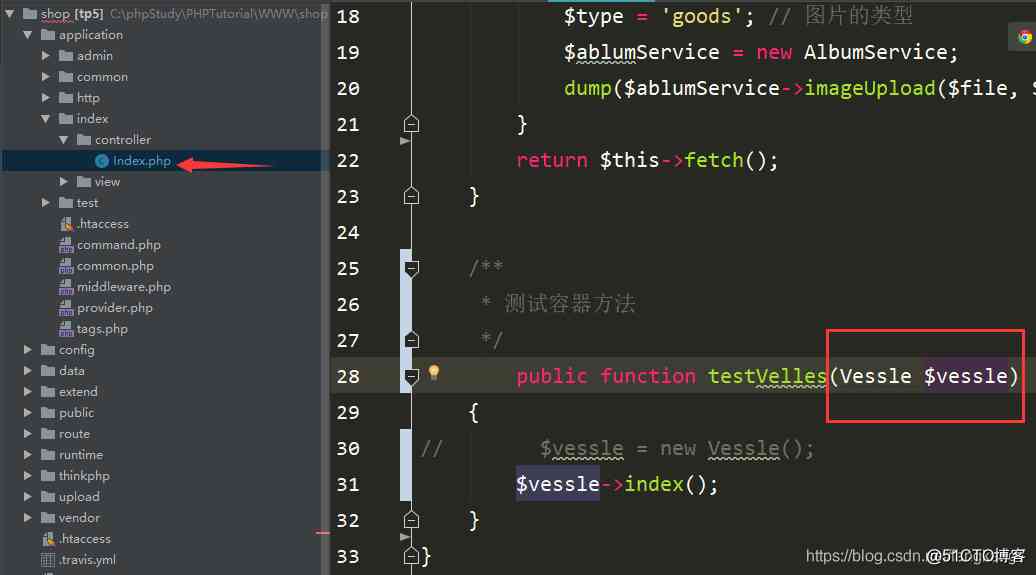 shop [tp5] C:\phpStudy\PHPTutorial\WWW\shop
application
admin
common
http
index
controller
Index.php
view
test
.htaccess
command.php
common.php
middleware.php
provider.php
tags.php
config
data
extend
public
route
runtime
thinkphp
upload
vendor
.htaccess
.travis.yml
18 $type = 'goods'; // 图片的类型
19 $ablumService = new AlbumService;
20 dump($ablumService->imageUpload($file, $
21 }
22 return $this->fetch();
23 }
24
25 /**
26 * 测试容器方法
27 */
28 public function testVelles(Vessle $vessle)
29 {
30 // $vessle = new Vessle();
31 $vessle->index();
32 }
33 }
https://blog.csdn.
@51CTO博客